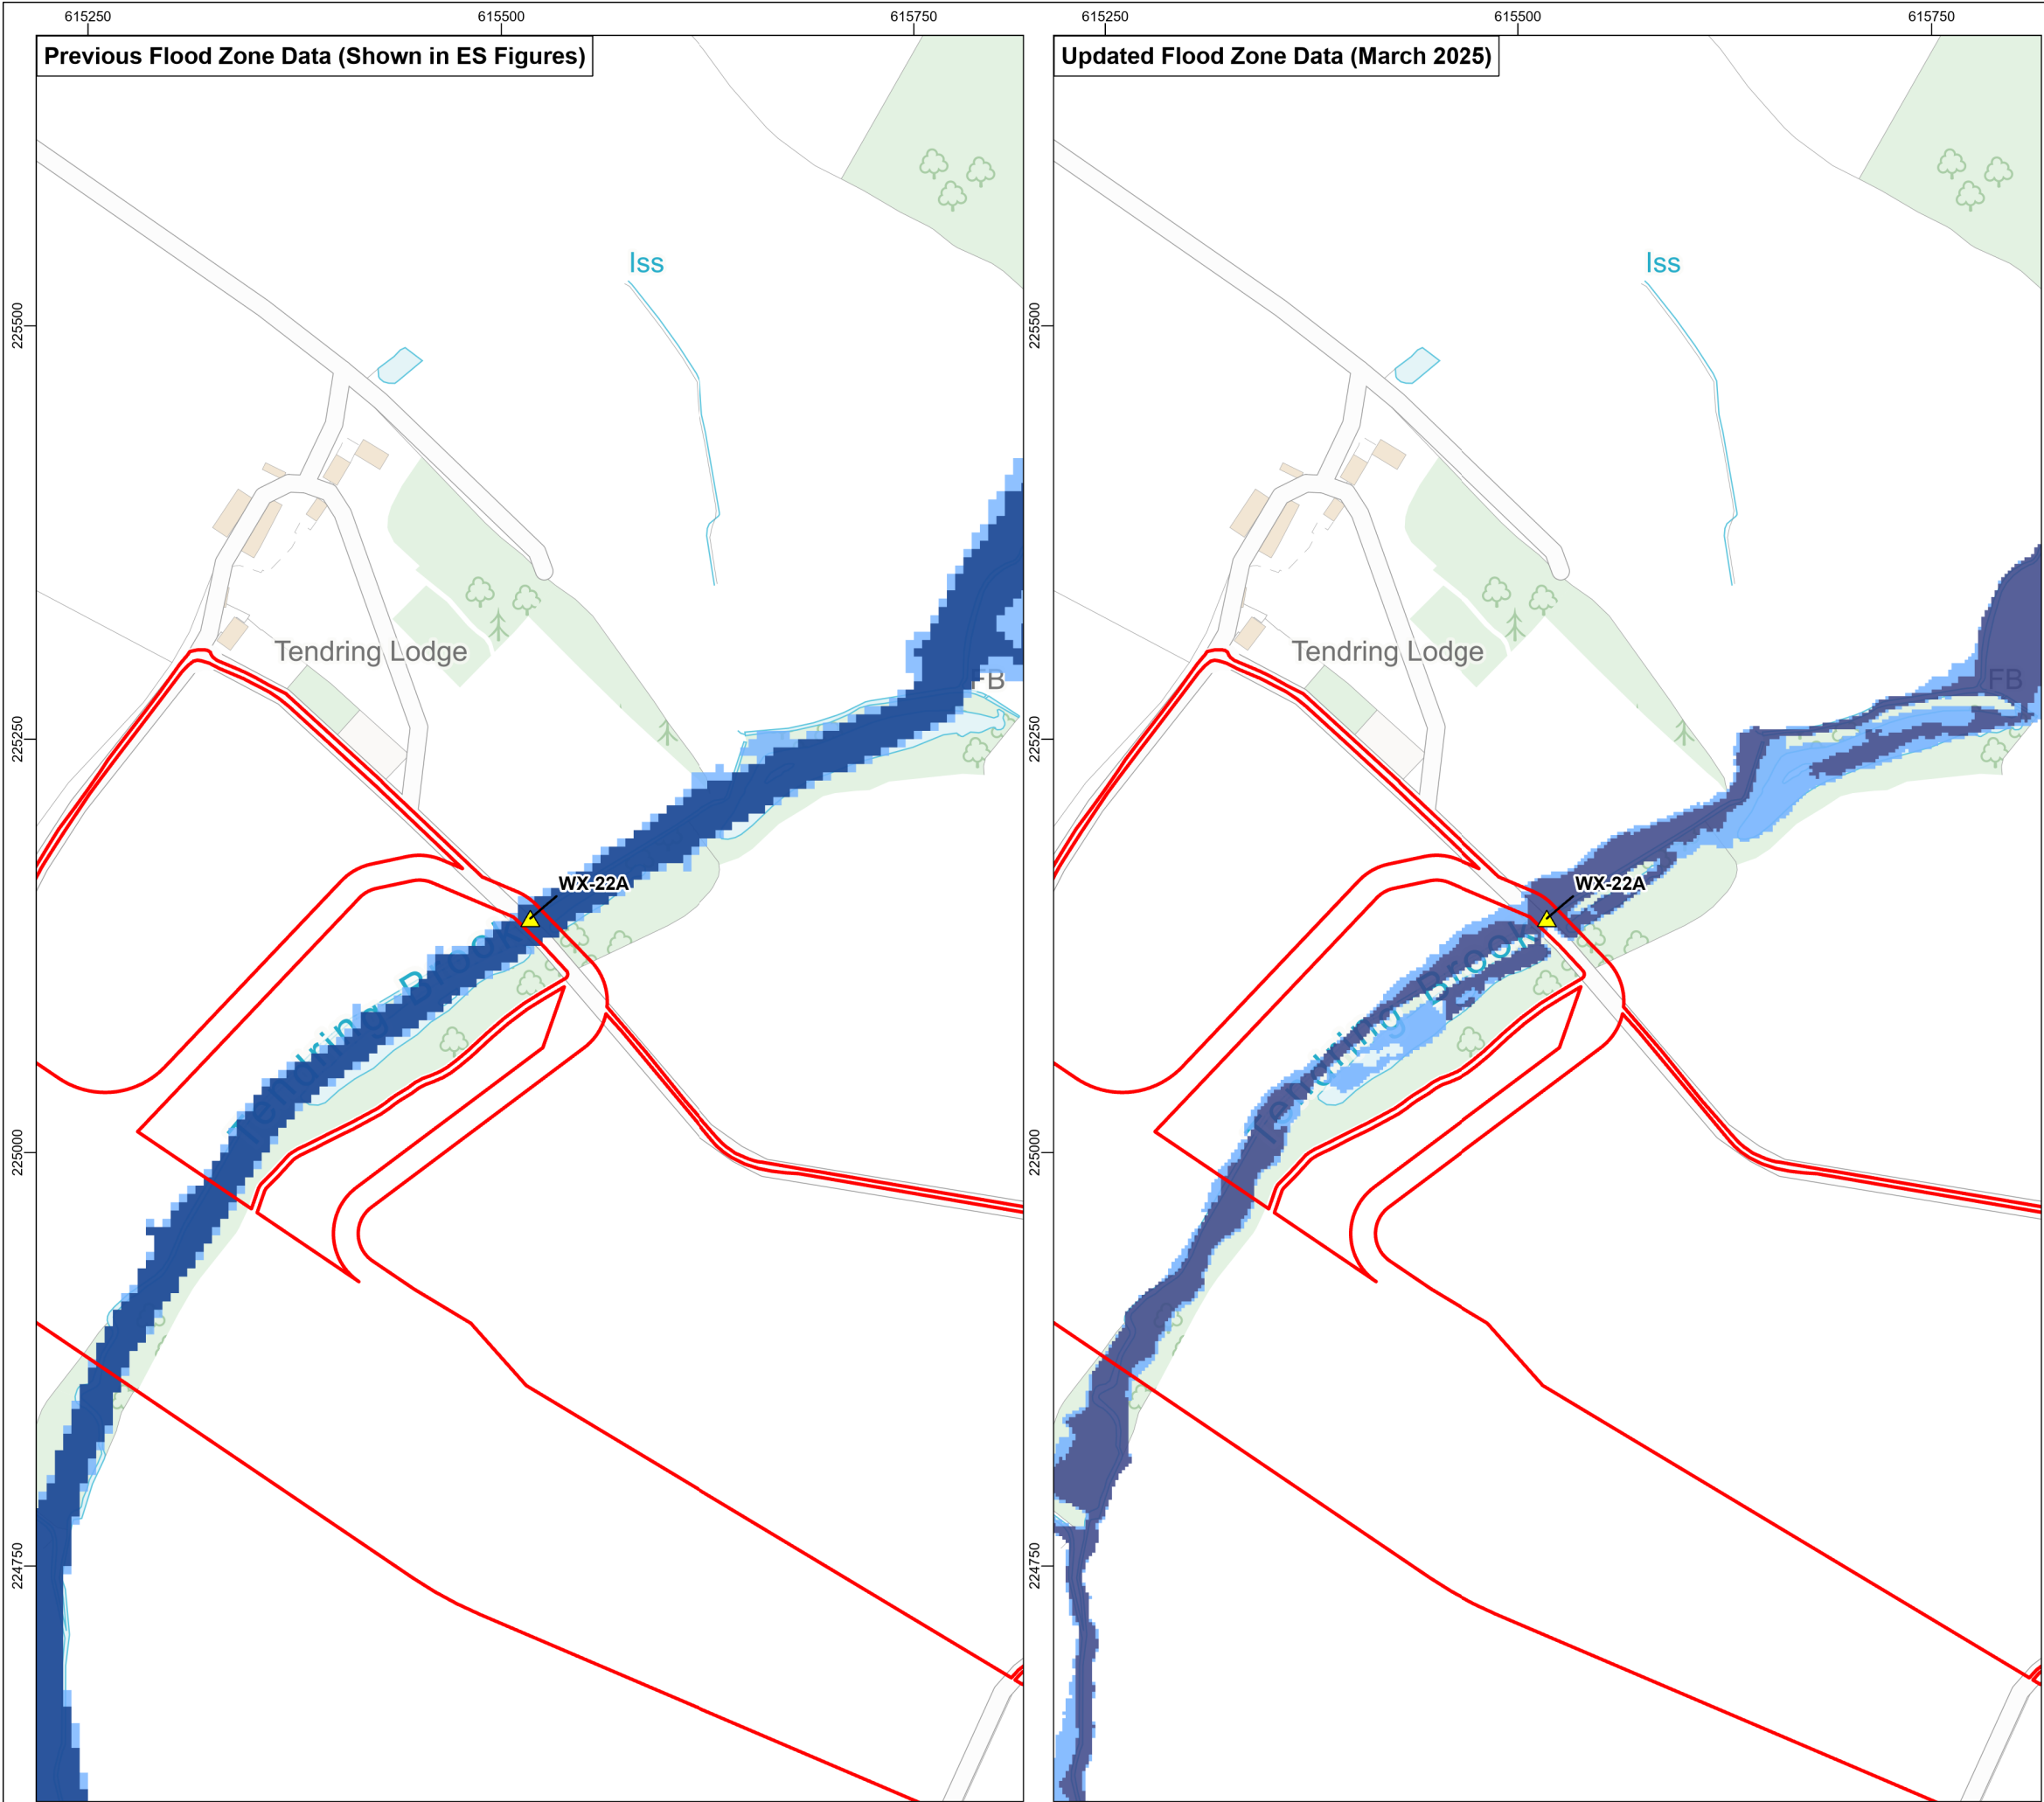 615250 615500 615750 615250 615500 615750
Previous Flood Zone Data (Shown in ES Figures)
Updated Flood Zone Data (March 2025)
Iss
Iss
225500
225500
Tendring Lodge
Tendring Lodge
FB
FB
225250
225250
WX-22A
WX-22A
Tendring Brook
Tendring Brook
225000
225000
224750
224750